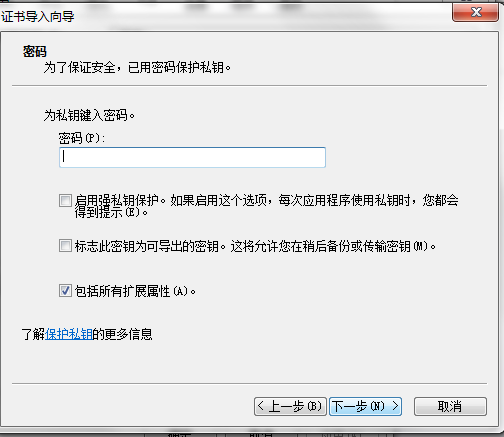 证书导入向导
密码
为了保证安全，已用密码保护私钥。
为私钥键入密码。
密码(P):
启用强私钥保护。如果启用这个选项，每次应用程序使用私钥时，您都会
得到提示(E)。
标志此密钥为可导出的密钥。这将允许您在稍后备份或传输密钥(M)。
包括所有扩展属性(A)。
了解保护私钥的更多信息
< 上一步(B) 下一步(N) > 取消